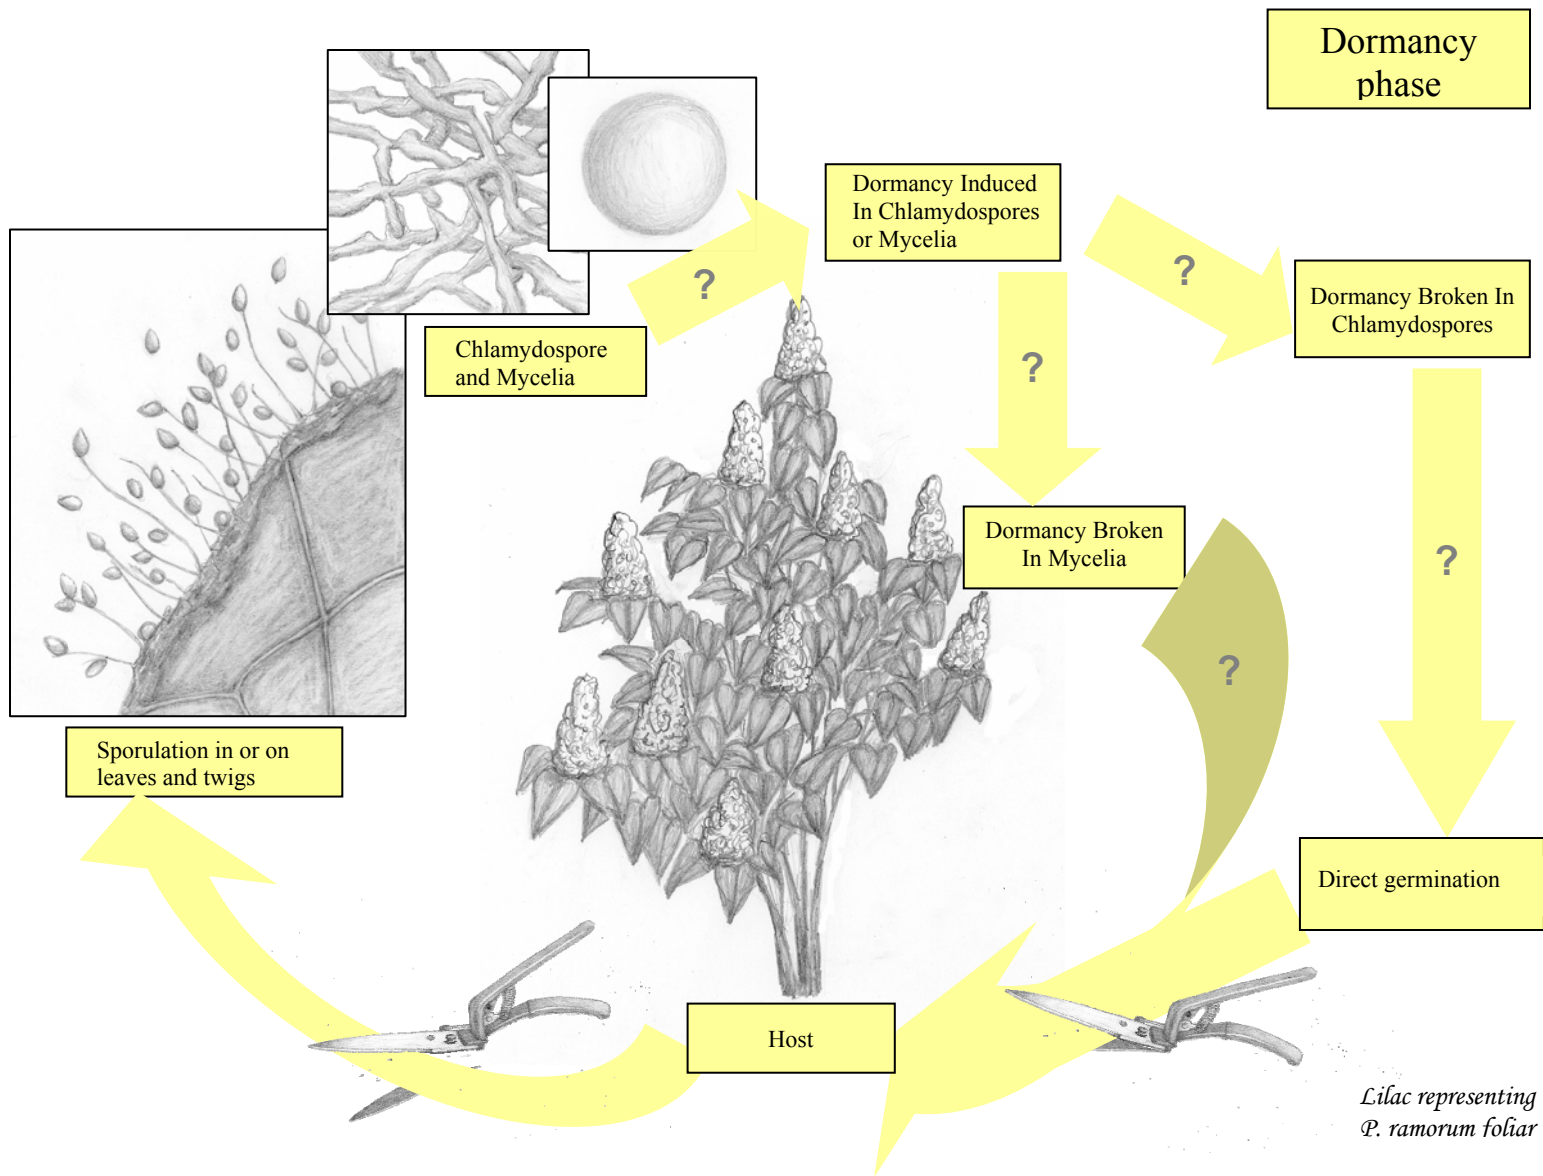 Dormancy
phase
Dormancy Induced
In Chlamydospores
or Mycelia
?
?
Dormancy Broken In
Chlamydospores
Chlamydospore
and Mycelia
?
Dormancy Broken
In Mycelia
?
?
Sporulation in or on
leaves and twigs
Direct germination
Host
Lilac representing
P. ramorum foliar